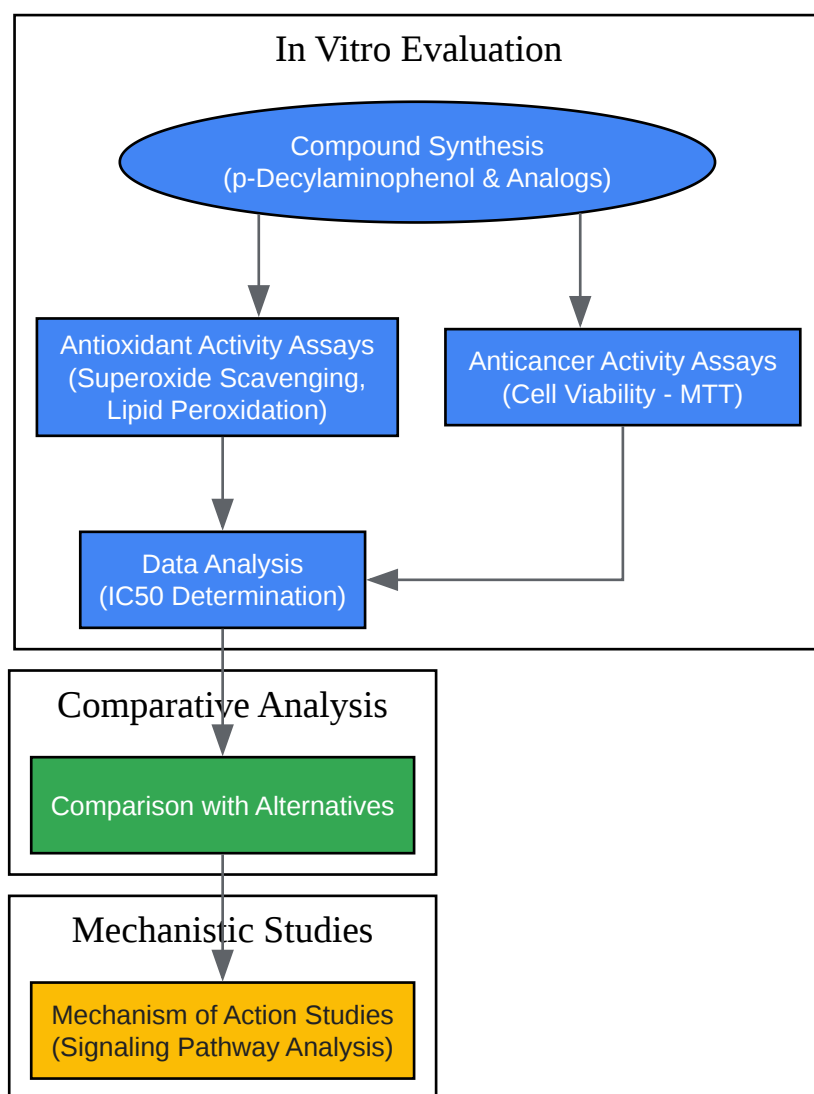 In Vitro Evaluation
Compound Synthesis
(p-Decylaminophenol & Analogs)
Antioxidant Activity Assays
(Superoxide Scavenging,
Lipid Peroxidation)
Anticancer Activity Assays
(Cell Viability - MTT)
Data Analysis
(IC50 Determination)
Comparative Analysis
Comparison with Alternatives
Mechanistic Studies
Mechanism of Action Studies
(Signaling Pathway Analysis)